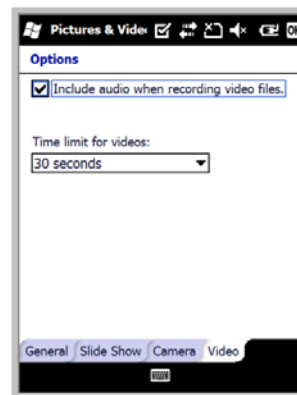 Pictures & Vide
Options
Include audio when recording video files.
Time limit for videos:
30 seconds
General Slide Show Camera Video